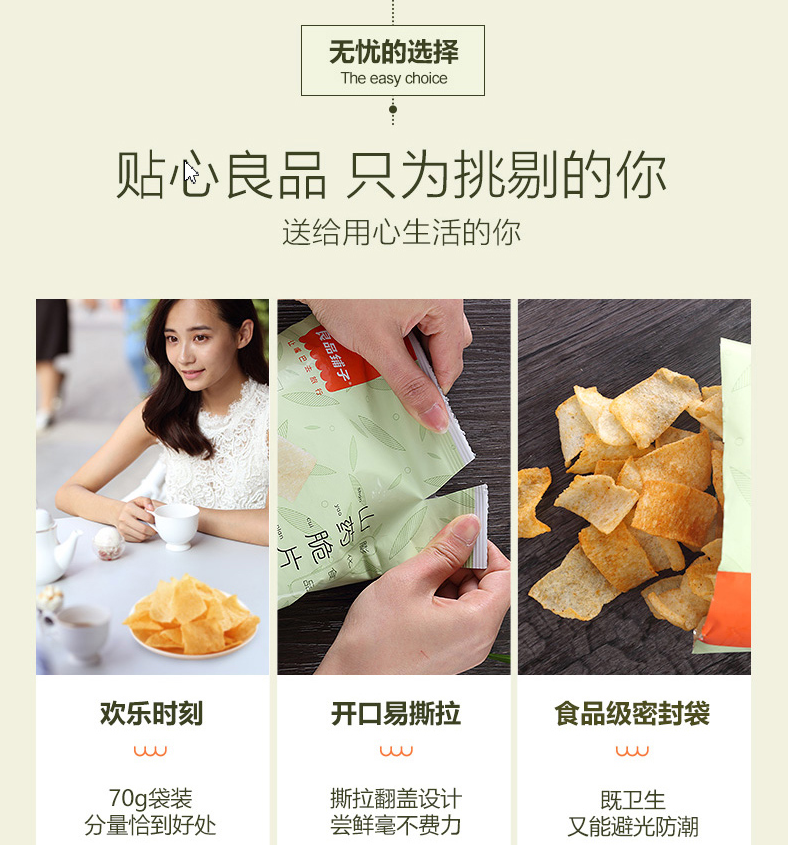 无忧的选择
The easy choice
贴心良品 只为挑剔的你
送给用心生活的你
良品铺子
山药脆片
欢乐时刻
开口易撕拉
食品级密封袋
70g袋装
分量恰到好处
撕拉翻盖设计
尝鲜毫不费力
既卫生
又能避光防潮